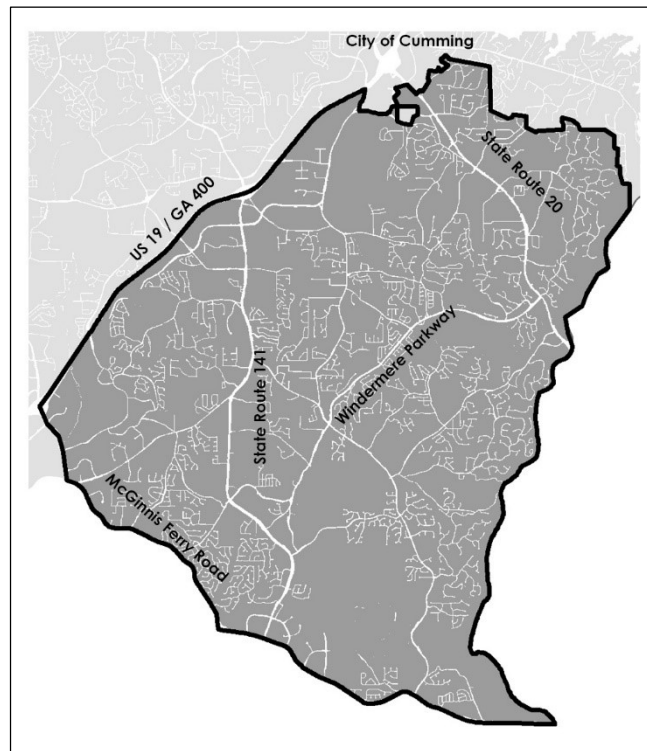 City of Cumming
State Route 20
US 19 / GA 400
Windermere Parkway
State Route 141
McGinnis Ferry Road